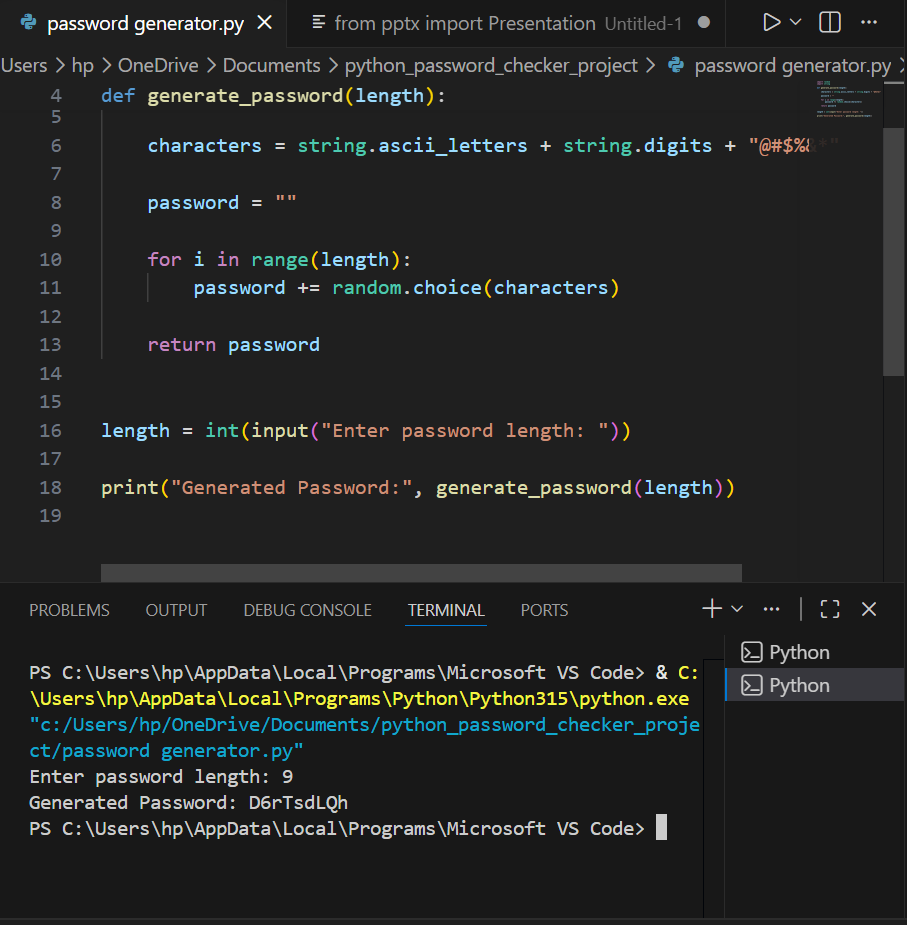 password generator.py
from pptx import Presentation Untitled-1
Users > hp > OneDrive > Documents > python_password_checker_project > password generator.py
4 def generate_password(length):
5
6 characters = string.ascii_letters + string.digits + "@#$%&*"
7
8 password = ""
9
10 for i in range(length):
11 password += random.choice(characters)
12
13 return password
14
15
16 length = int(input("Enter password length: "))
17
18 print("Generated Password:", generate_password(length))
19
PROBLEMS OUTPUT DEBUG CONSOLE TERMINAL PORTS
Python
Python
PS C:\Users\hp\AppData\Local\Programs\Microsoft VS Code> & C:
\Users\hp\AppData\Local\Programs\Python\Python315\python.exe
"c:/Users/hp/OneDrive/Documents/python_password_checker_proje
ct/password generator.py"
Enter password length: 9
Generated Password: D6rTsdLQh
PS C:\Users\hp\AppData\Local\Programs\Microsoft VS Code>